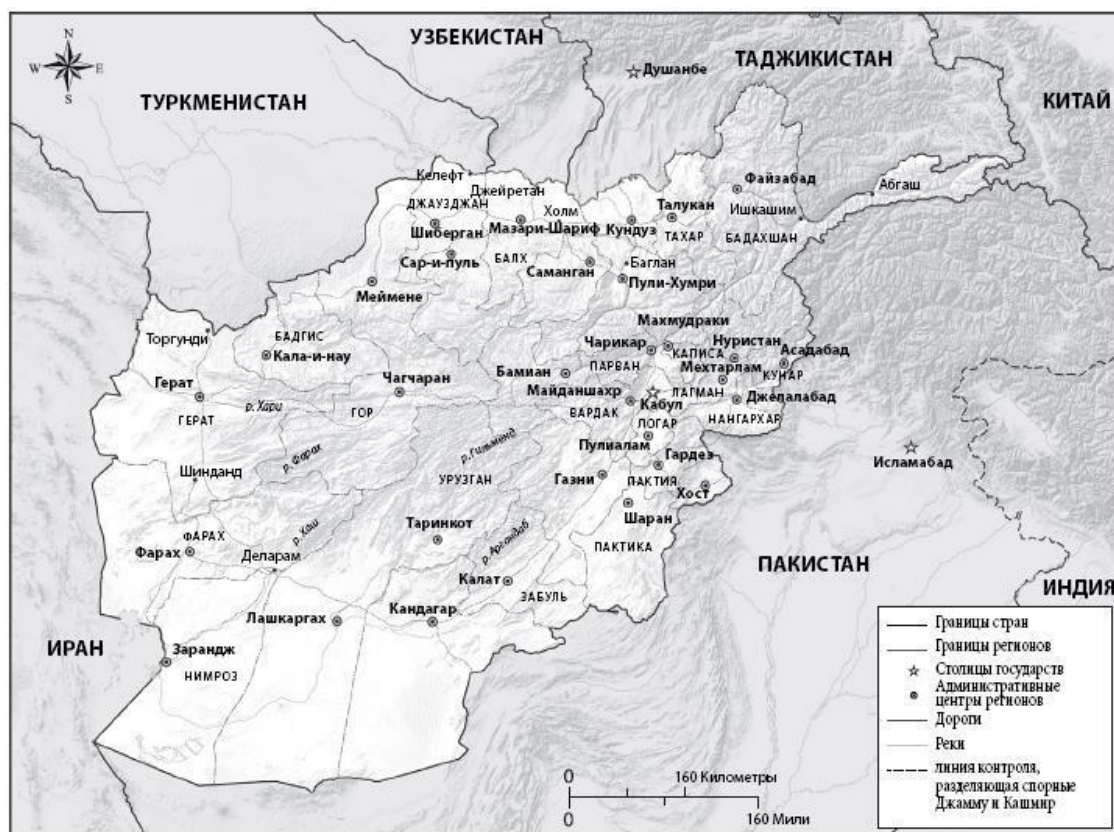 N
W E
S
УЗБЕКИСТАН
ТАДЖИКИСТАН
Душанбе
ТУРКМЕНИСТАН
КИТАЙ
Келефт
Джейретан
ДЖАУЗДЖАН
Холм
Талукан
Файзабад
Абгаш
Ишкашим
Шиберган
Мазари-Шариф
Кундуз
ТАХАР
БАДАХШАН
Сар-и-пуль
БАЛХ
Саманган
Баглан
Пули-Хумри
Меймене
Торгунди
БАДГИС
Кала-и-нау
Махмудраки
Чарикар
КАПИСА
Нуристан
Асадабад
ПАРВАН
Мехтарлам
КУНАР
Герат
Чагчаран
Бамиан
Майданшахр
ЛАГМАН
Кабул
Джелалабад
р. Хари
ГОР
ГЕРАТ
ВАРДАК
ЛОГАР
НАНГАРХАР
Пулиалам
р. Гильменд
р. Фарах
Гардез
Исламабад
Шинданд
УРУЗГАН
Газни
ПАКТИЯ
Хост
Шаран
р. Хаш
Таринкот
р. Аргандаб
ФАРАХ
Фарах
Деларам
ПАКТИКА
ПАКИСТАН
Калат
ЗАБУЛЬ
ИНДИЯ
Лашкаргах
Кандагар
ИРАН
Зарандж
НИМРОЗ
Границы стран
Границы регионов
Столицы государств
Административные
центры регионов
Дороги
Реки
линия контроля,
разделяющая спорные
Джамму и Кашмир
0 160 Километры
0 160 Мили